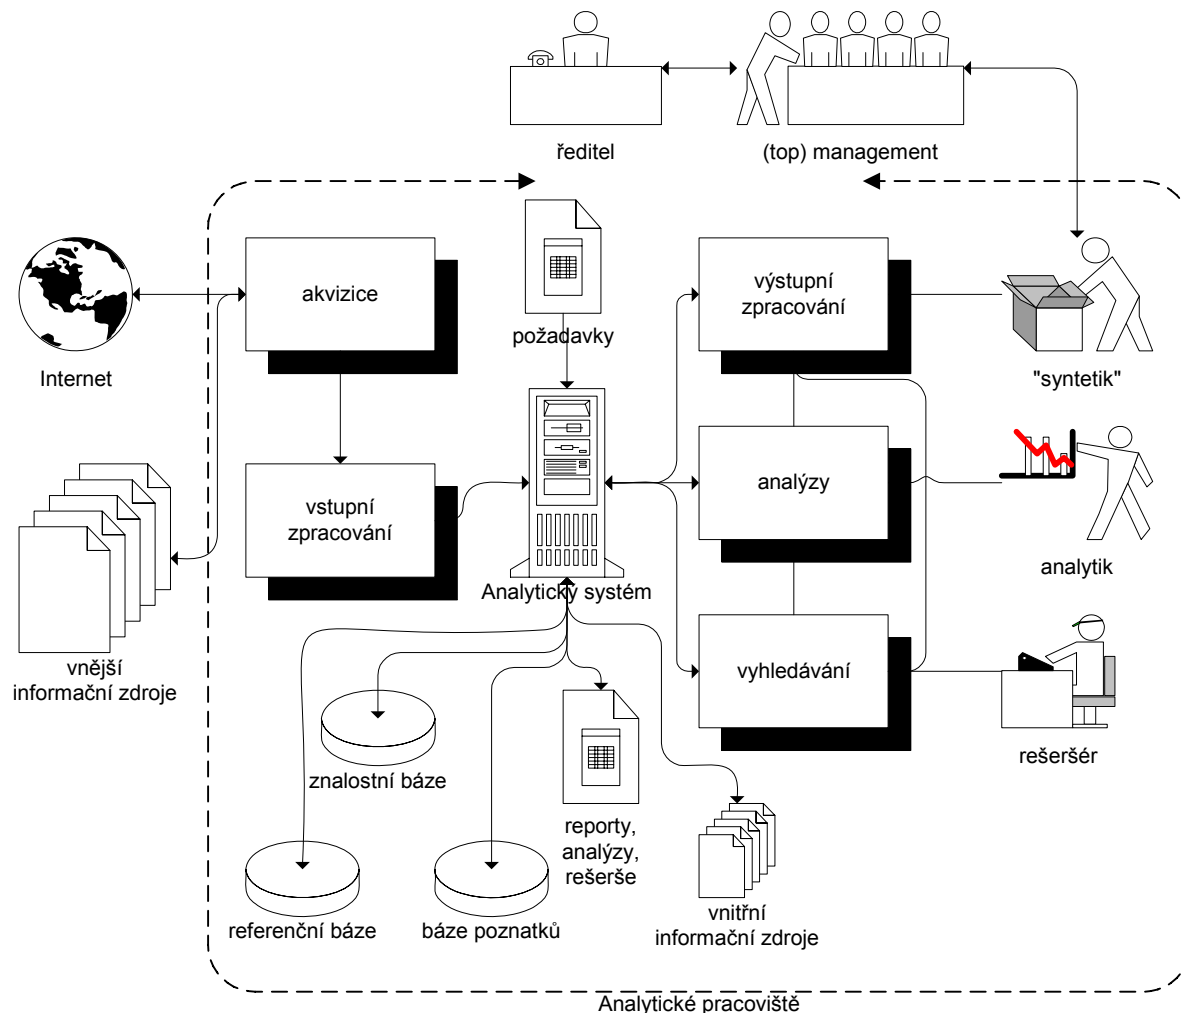 ředitel
(top) management
akvizice
požadavky
výstupní
zpracování
Internet
"syntetik"
vstupní
zpracování
analýzy
analytik
Analytický systém
vnější
informační zdroje
vyhledávání
rešeršér
znalostní báze
reporty,
analýzy,
rešerše
referenční báze
báze poznatků
vnitřní
informační zdroje
Analytické pracoviště